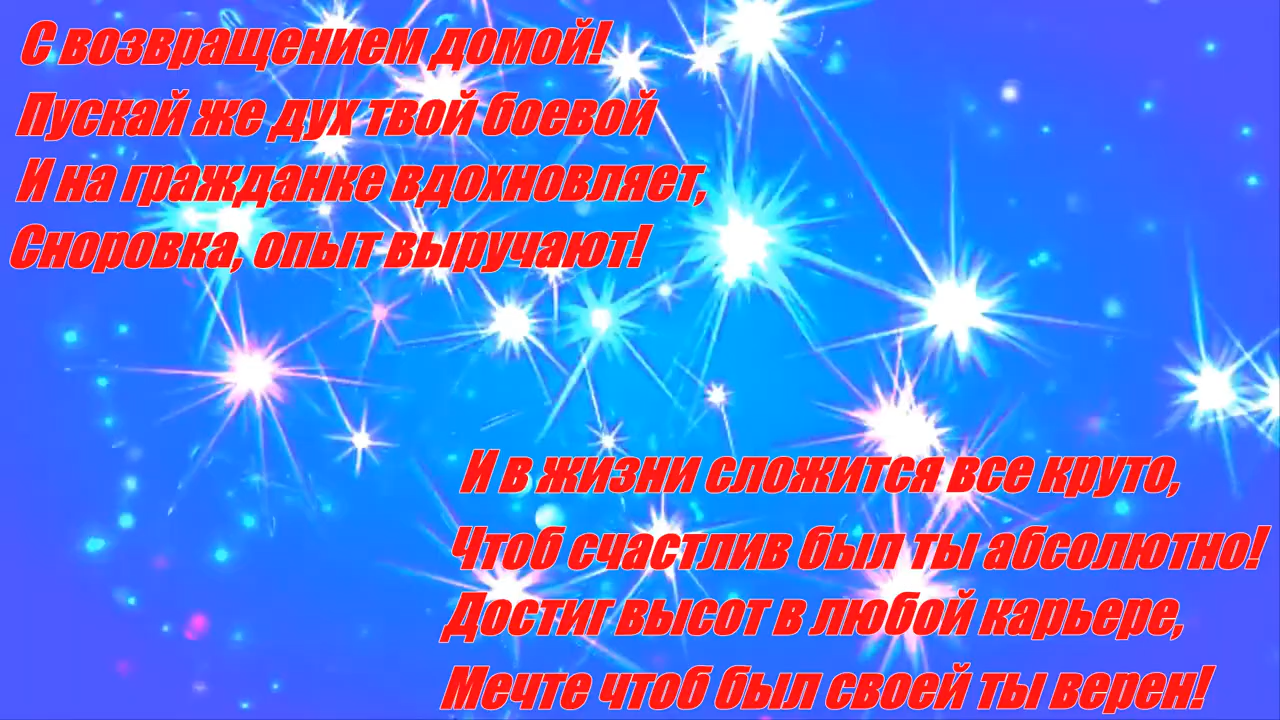 С возвращением домой!
Пускай же дух твой боевой
И на гражданке вдохновляет,
Сноровка, опыт выручают!
И в жизни сложится все круто,
Чтоб счастлив был ты абсолютно!
Достиг высот в любой карьере,
Мечте чтоб был своей ты верен!